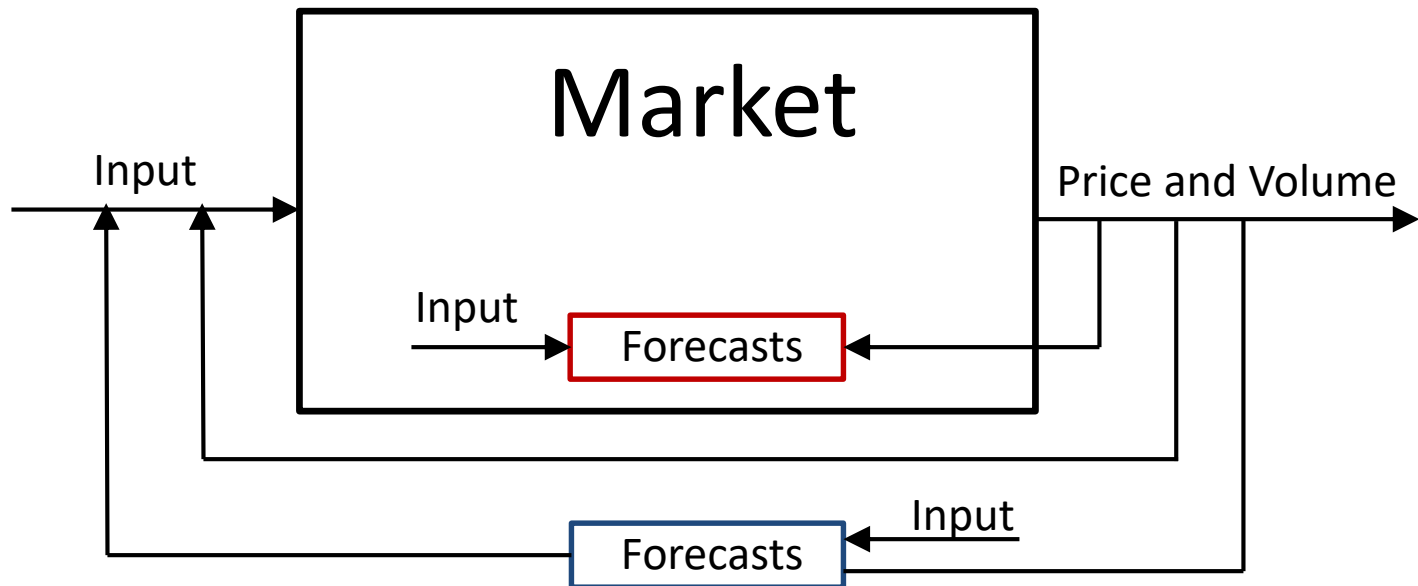 Market
Input
Price and Volume
Input
Forecasts
Input
Forecasts